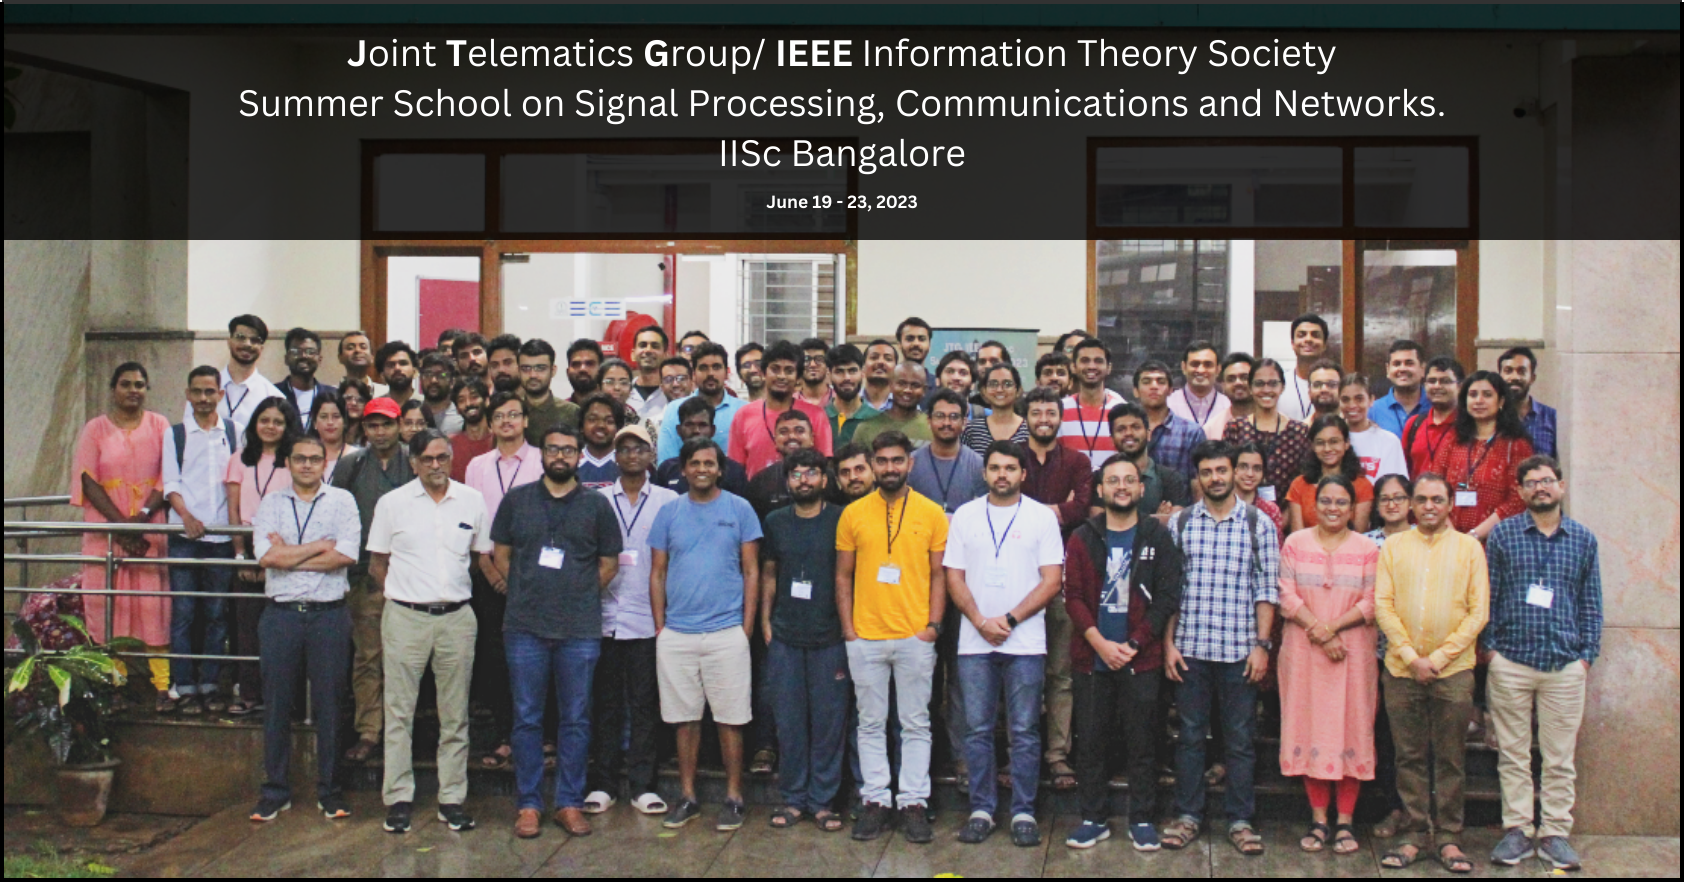 Joint Telematics Group/ IEEE Information Theory Society
Summer School on Signal Processing, Communications and Networks.
IISc Bangalore
June 19 - 23, 2023
ECE